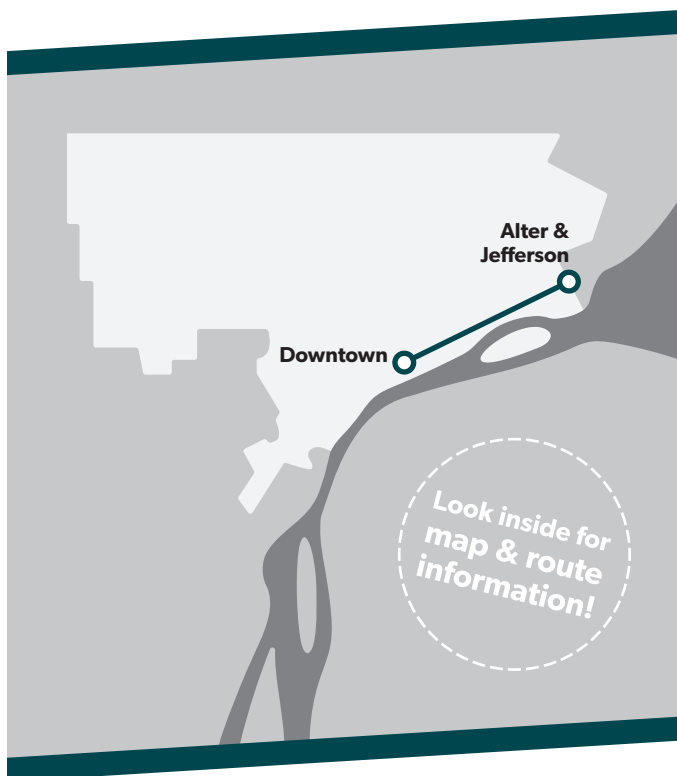 Alter &
Jefferson
Downtown
Look inside for
map & route
information!